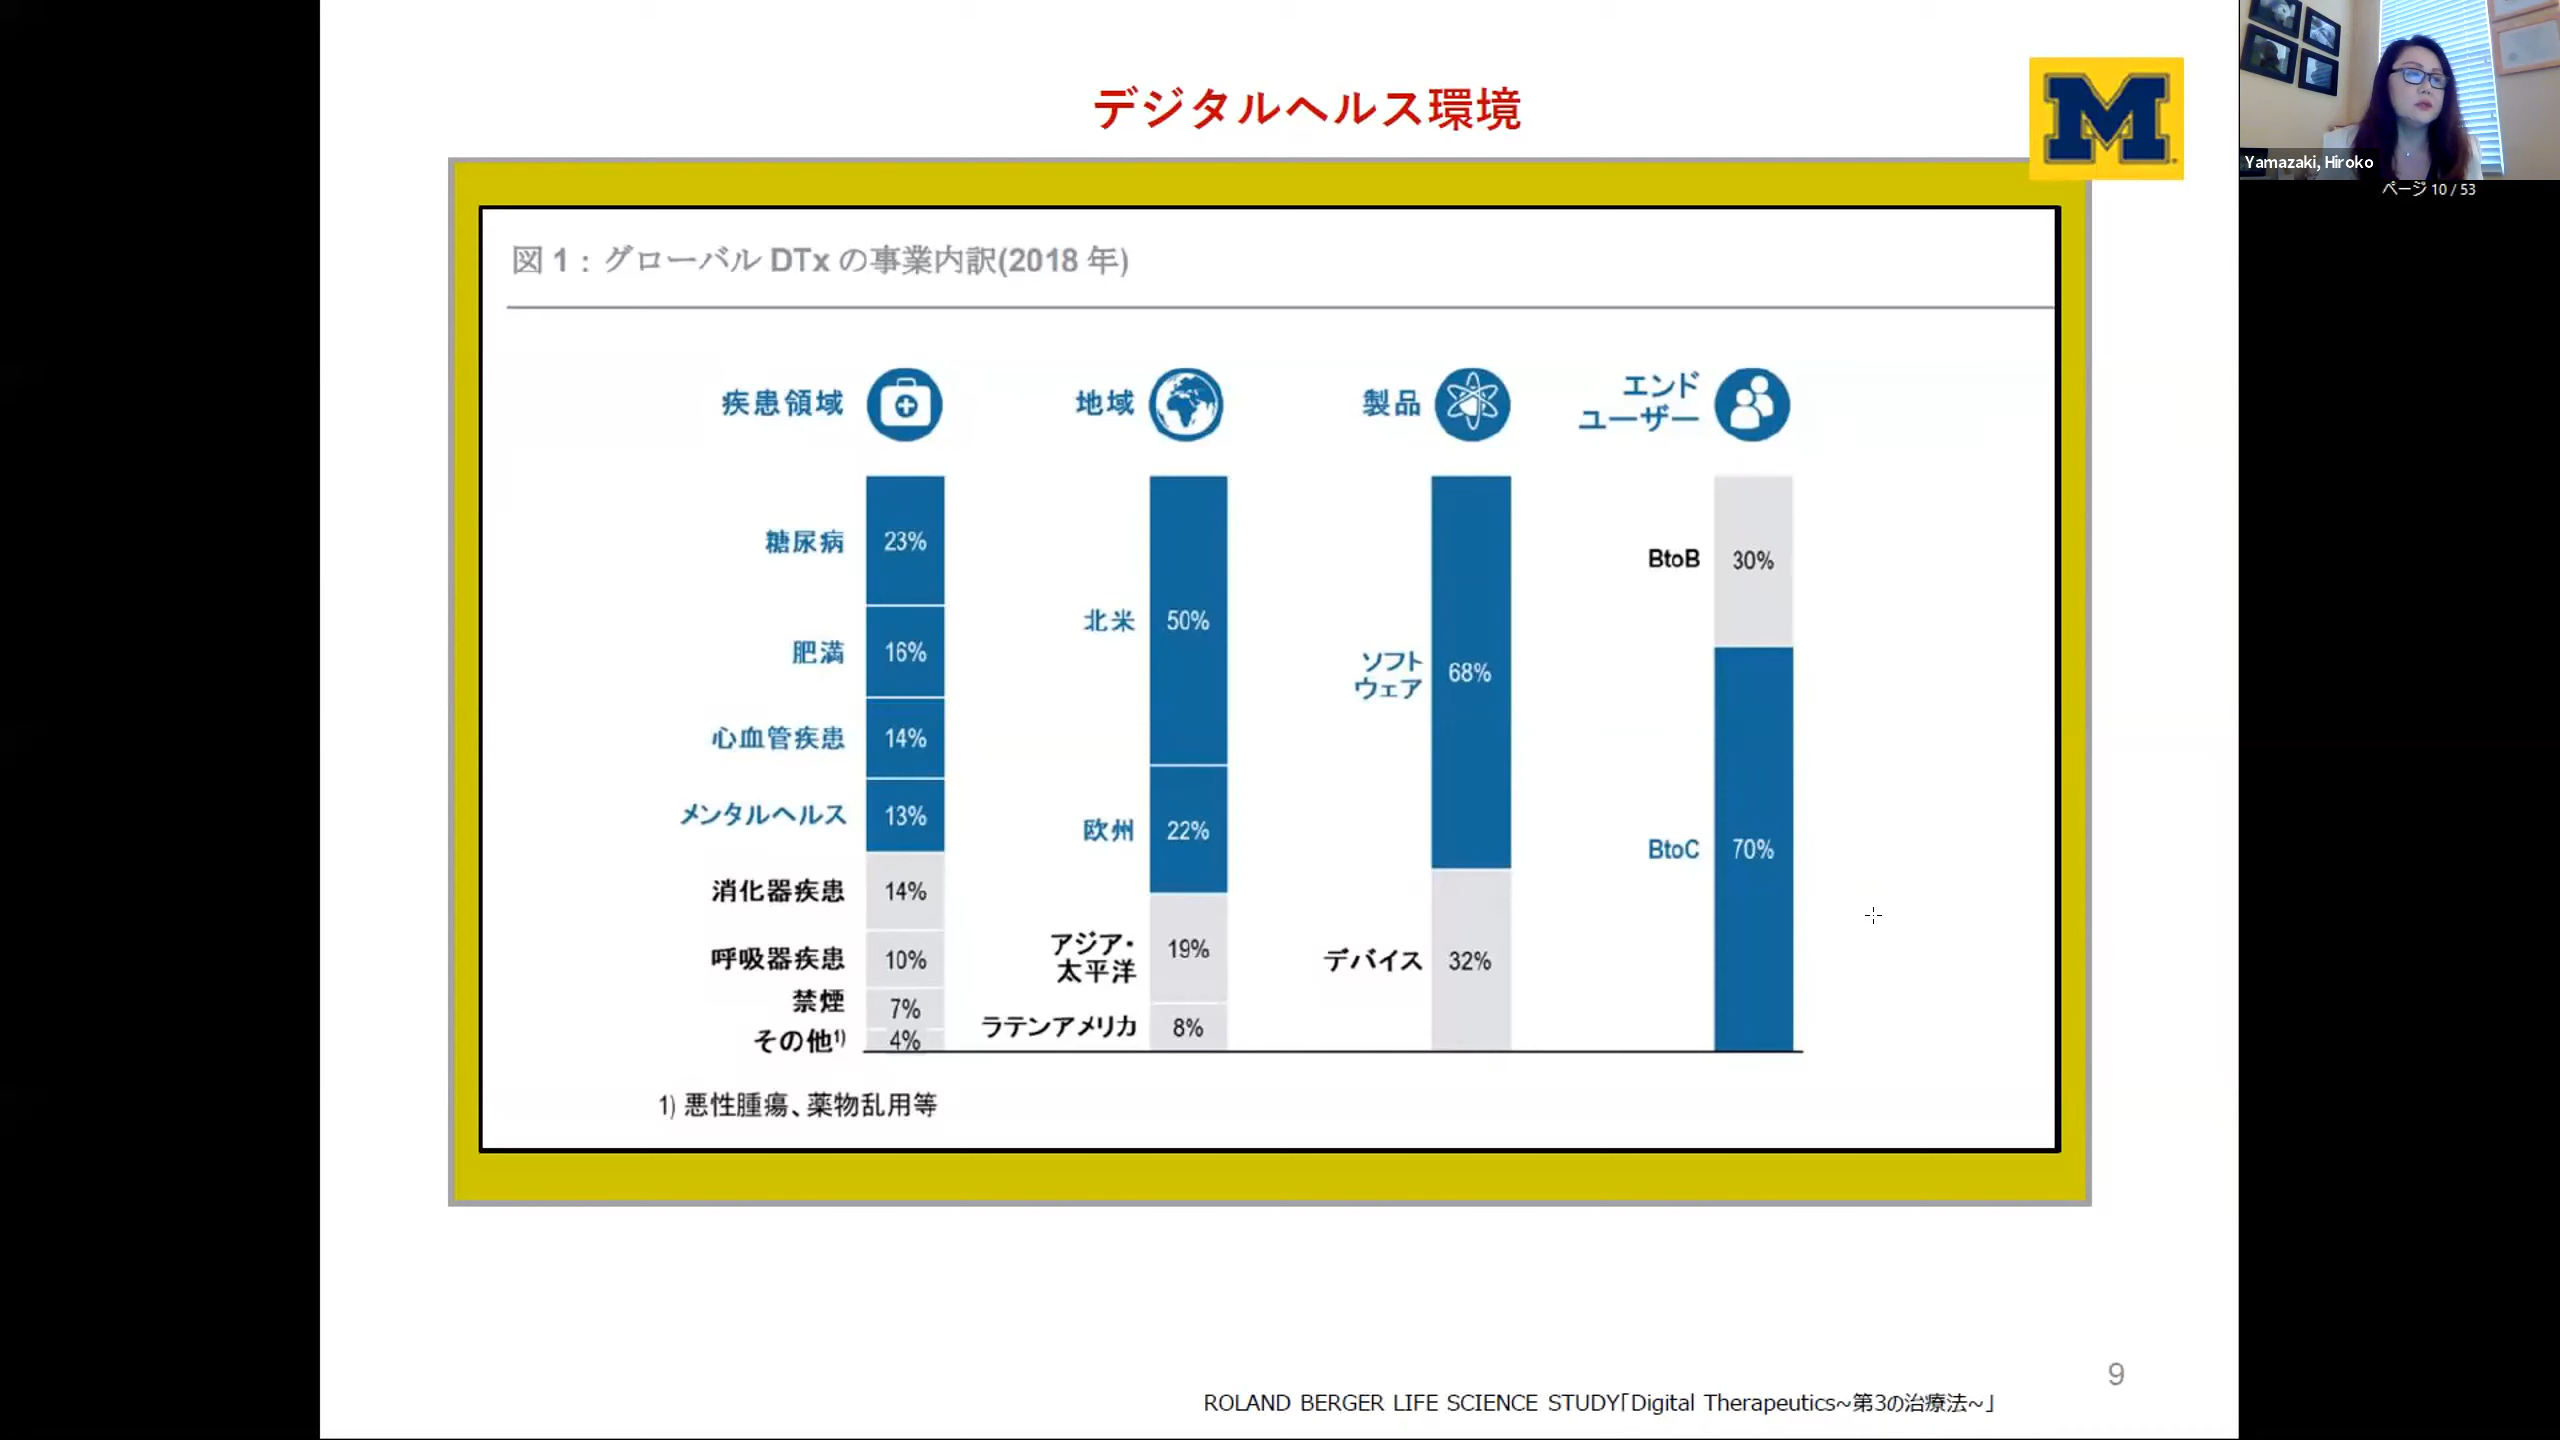 デジタルヘルス環境
M
Yamazaki, Hiroko
ページ 10 / 53
図 1：グローバル DTx の事業内訳(2018 年)
疾患領域
糖尿病 23%
肥満 16%
心血管疾患 14%
メンタルヘルス 13%
消化器疾患 14%
呼吸器疾患 10%
禁煙 7%
その他1) 4%
地域
北米 50%
欧州 22%
アジア・
太平洋 19%
ラテンアメリカ 8%
製品
ソフト
ウェア 68%
デバイス 32%
エンド
ユーザー
BtoB 30%
BtoC 70%
1) 悪性腫瘍、薬物乱用等
9
ROLAND BERGER LIFE SCIENCE STUDY「Digital Therapeutics~第3の治療法~」